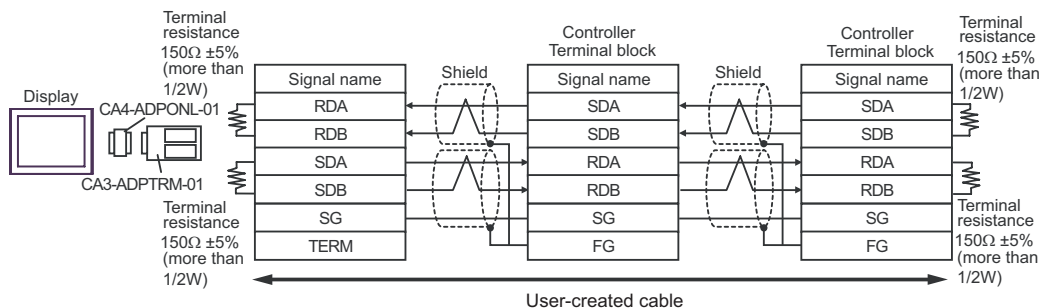 Terminal
resistance
150Ω ±5%
(more than
1/2W)
Display
CA4-ADPONL-01
CA3-ADPTRM-01
Terminal
resistance
150Ω ±5%
(more than
1/2W)
Signal name
RDA
RDB
SDA
SDB
SG
TERM
Shield
Controller
Terminal block
Signal name
SDA
SDB
RDA
RDB
SG
FG
Shield
Controller
Terminal block
Signal name
SDA
SDB
RDA
RDB
SG
FG
Terminal
resistance
150Ω ±5%
(more than
1/2W)
Terminal
resistance
150Ω ±5%
(more than
1/2W)
User-created cable